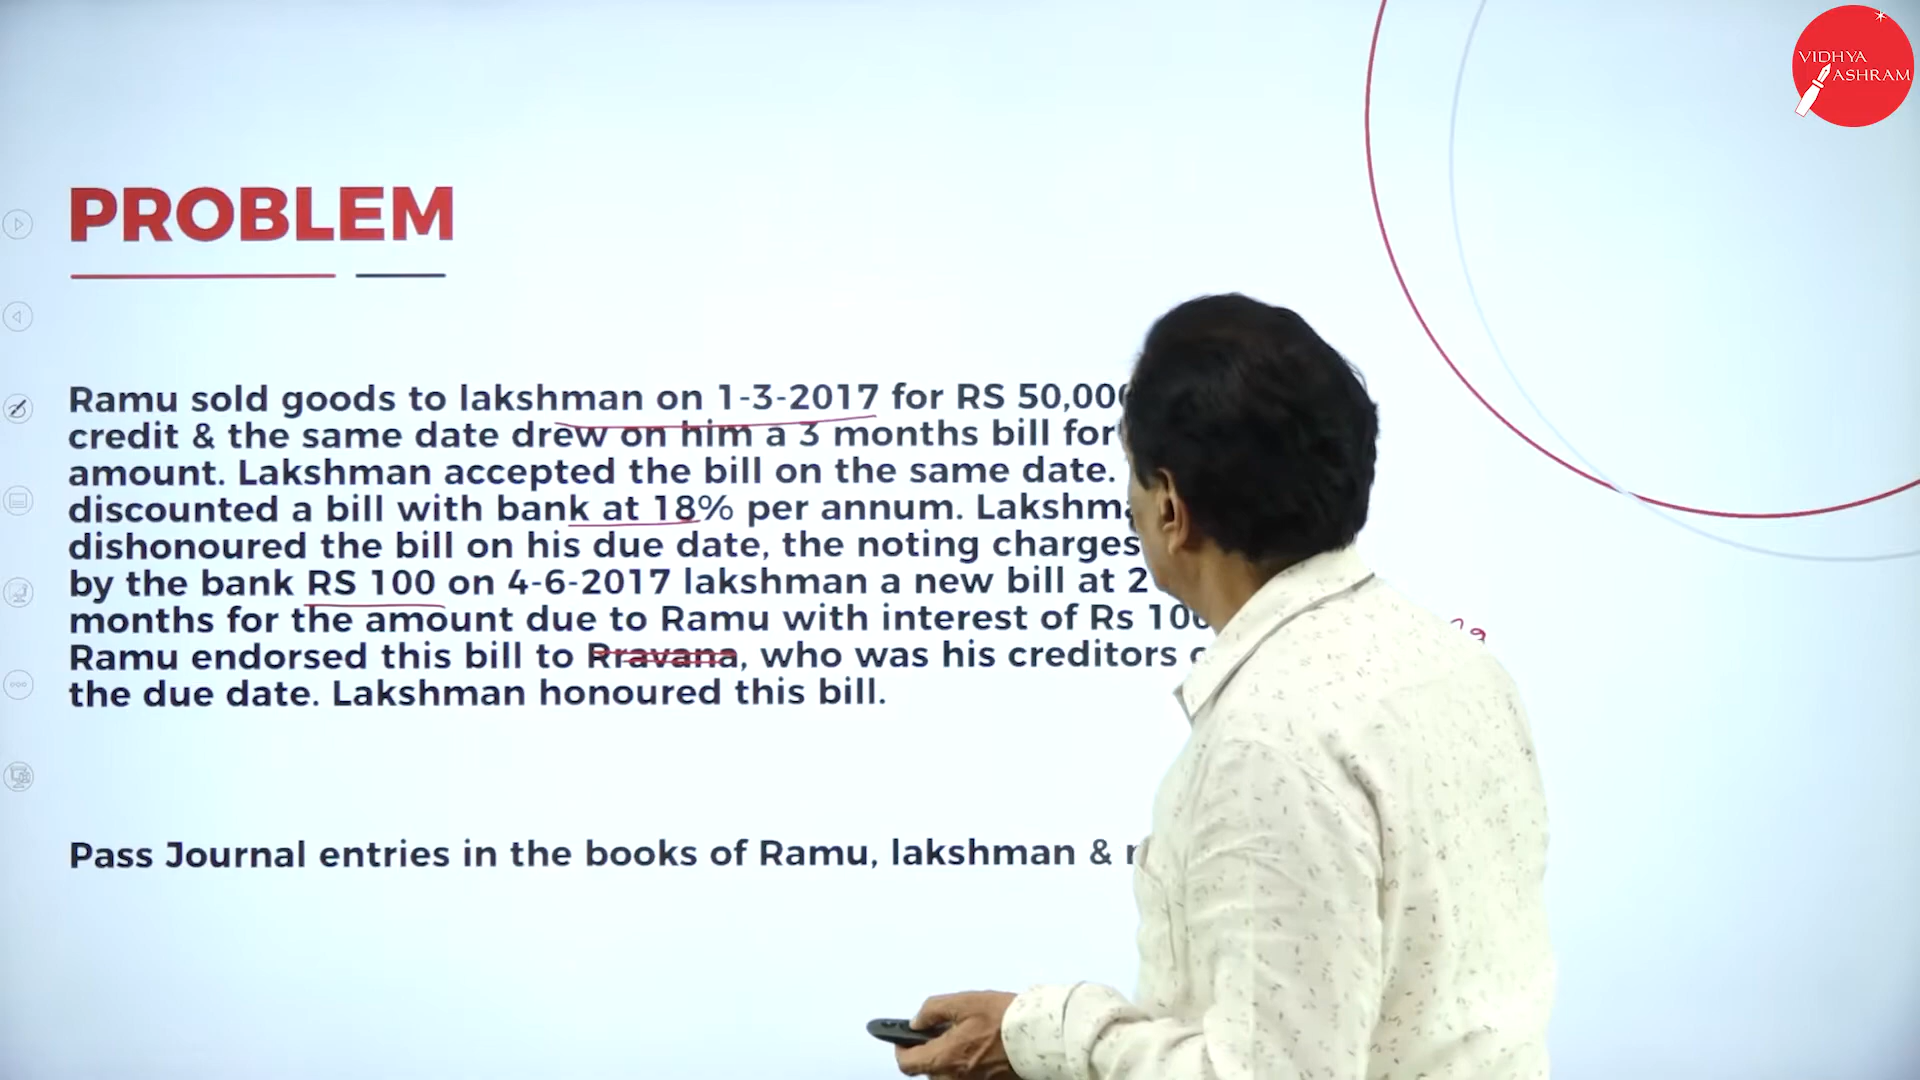 VIDHYA
ASHRAM
PROBLEM
Ramu sold goods to lakshman on 1-3-2017 for RS
credit & the same date drew on him a 3 months bill for
amount. Lakshman accepted the bill on the same date.
discounted a bill with bank at 18% per annum.
dishonoured the bill on his due date, the noting charges
by the bank RS 100 on 4-6-2017 lakshman a new bill at 2
months for the amount due to Ramu with interest of Rs
Ramu endorsed this bill to Rravana, who was his creditors
the due date. Lakshman honoured this bill.
Pass Journal entries in the books of Ramu, lakshman &